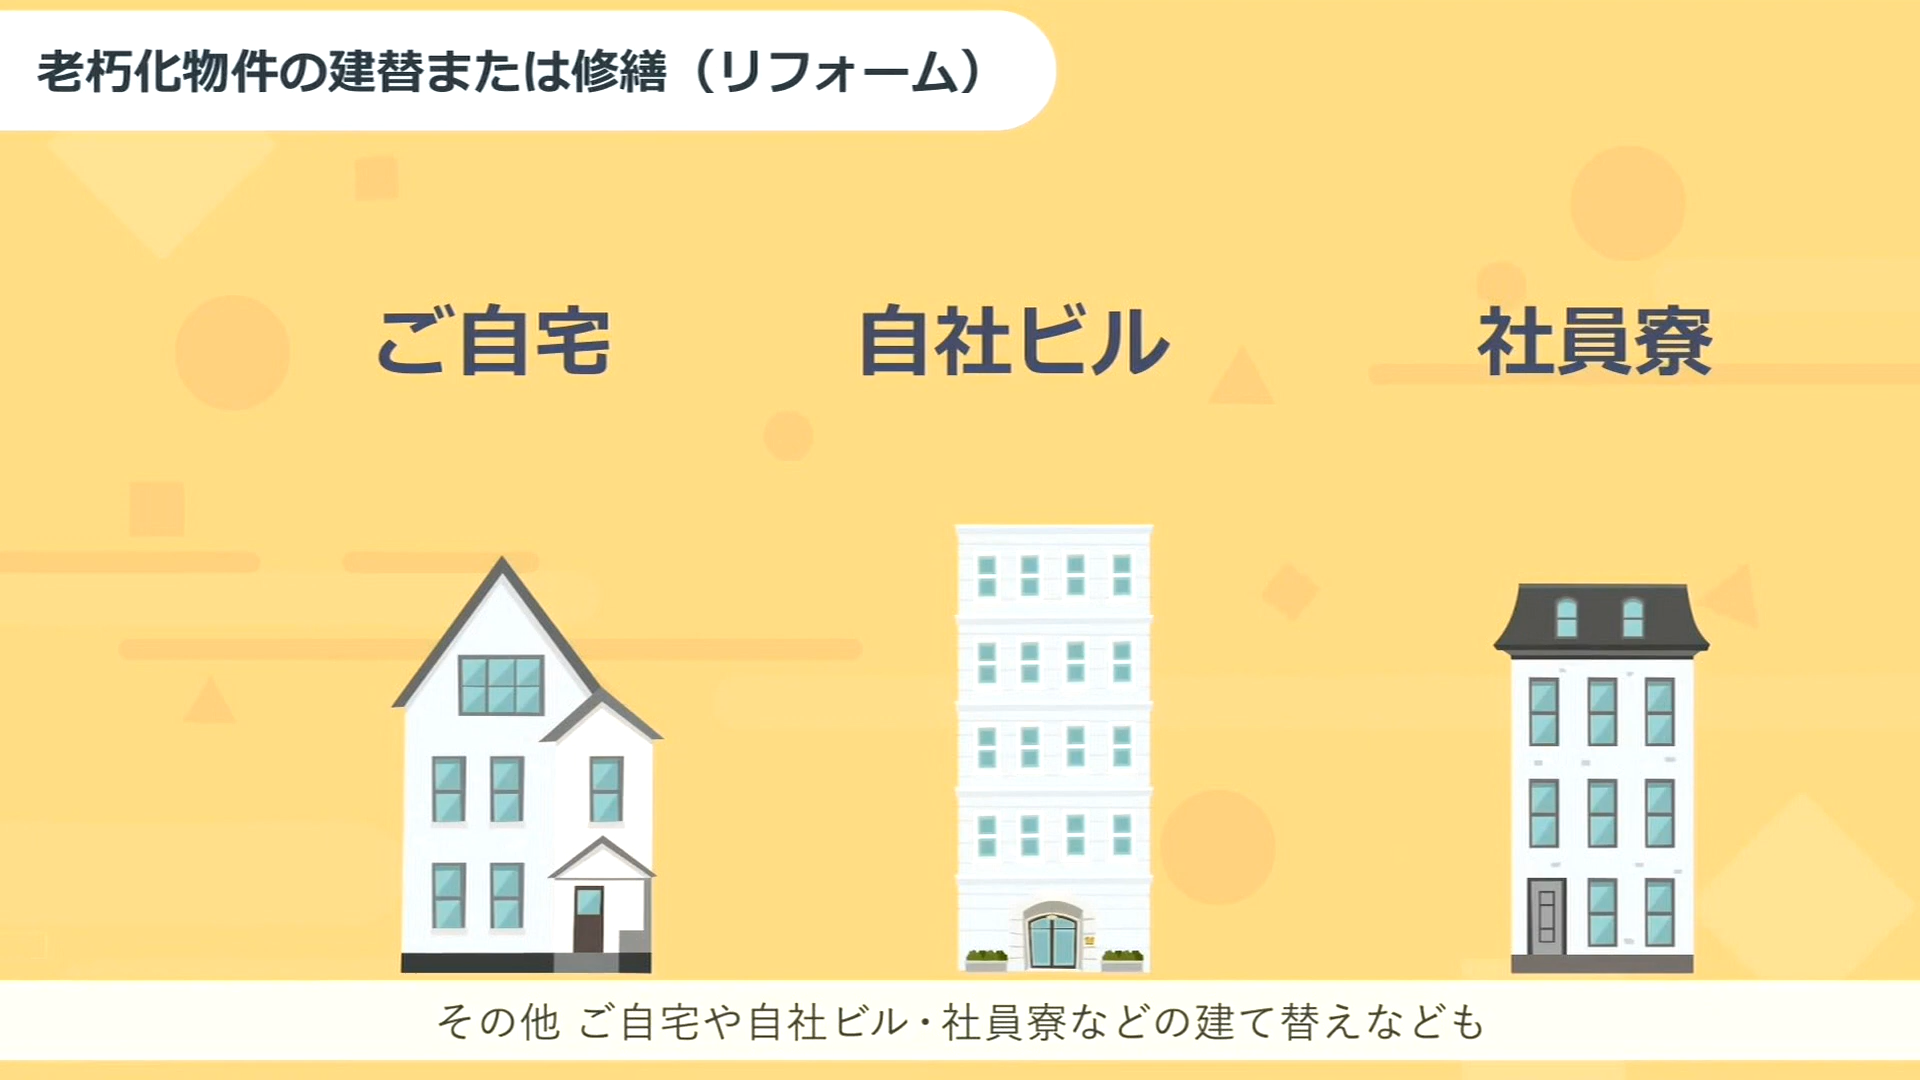 老朽化物件の建替または修繕（リフォーム）
ご自宅
自社ビル
社員寮
その他 ご自宅や自社ビル・社員寮などの建て替えなども